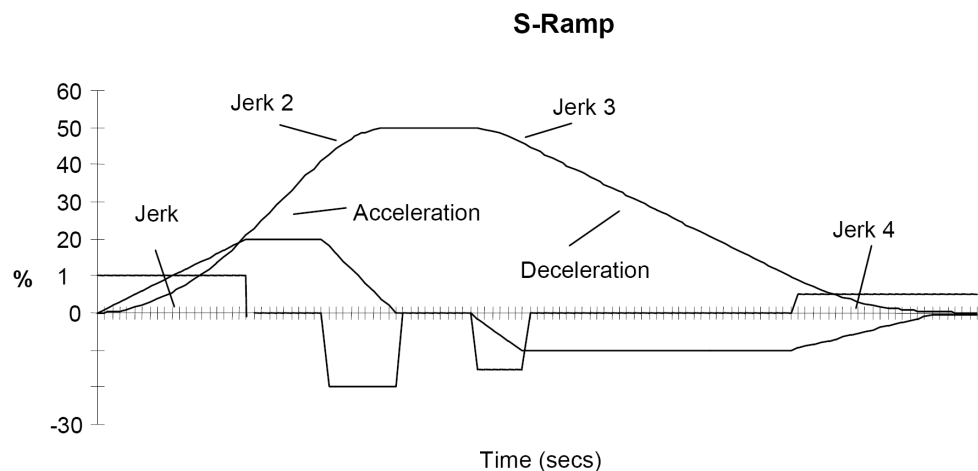 S-Ramp
60
Jerk 2
Jerk 3
50
40
30
Jerk
Acceleration
20
Jerk 4
Deceleration
%
1
0
-30
Time (secs)